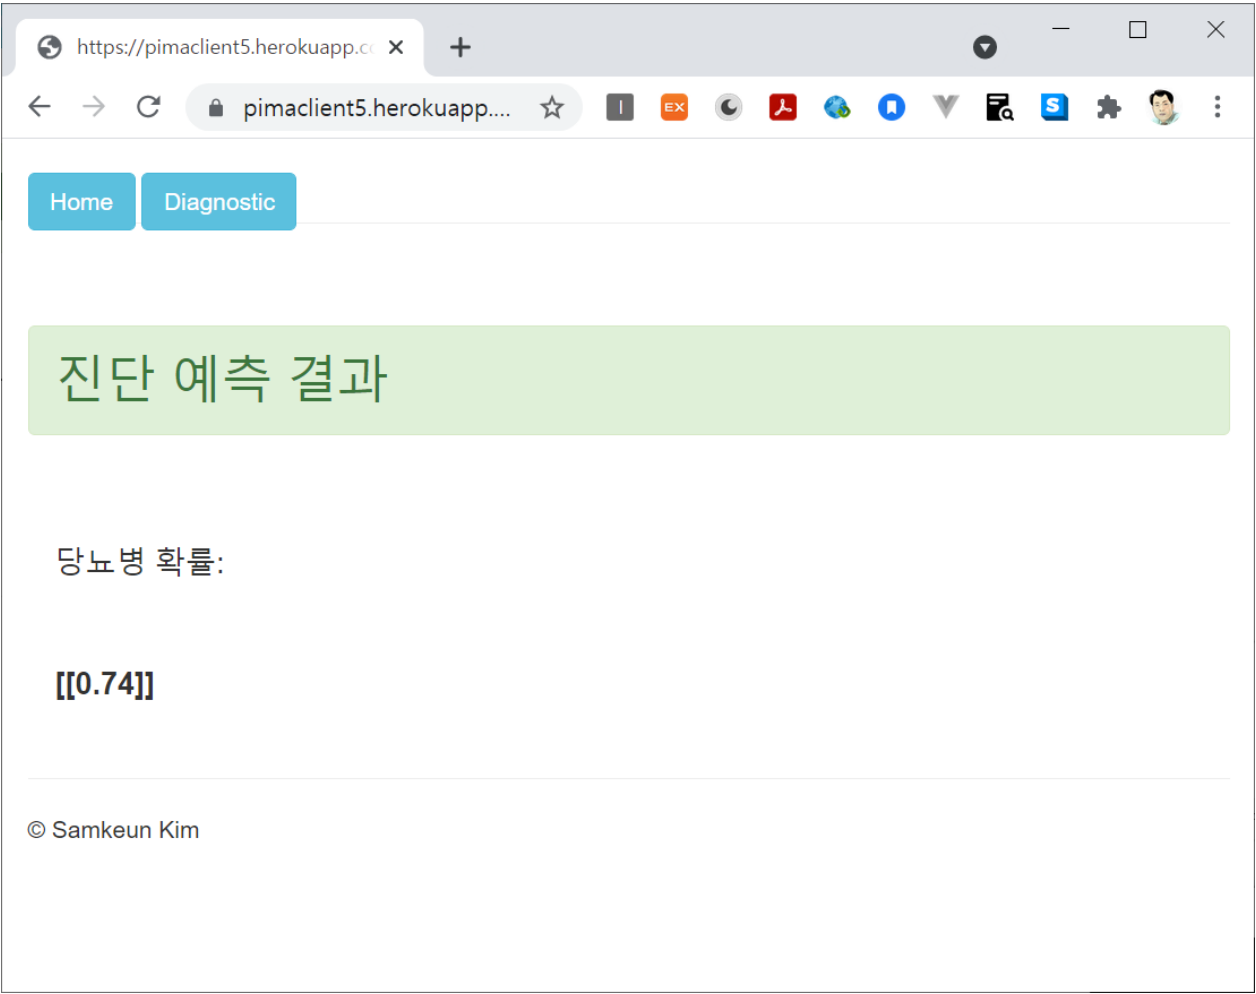 https://pimaclient5.herokuapp.c
pimaclient5.herokuapp....
EX
S
Home
Diagnostic
진단 예측 결과
당뇨병 확률:
[[0.74]]
© Samkeun Kim